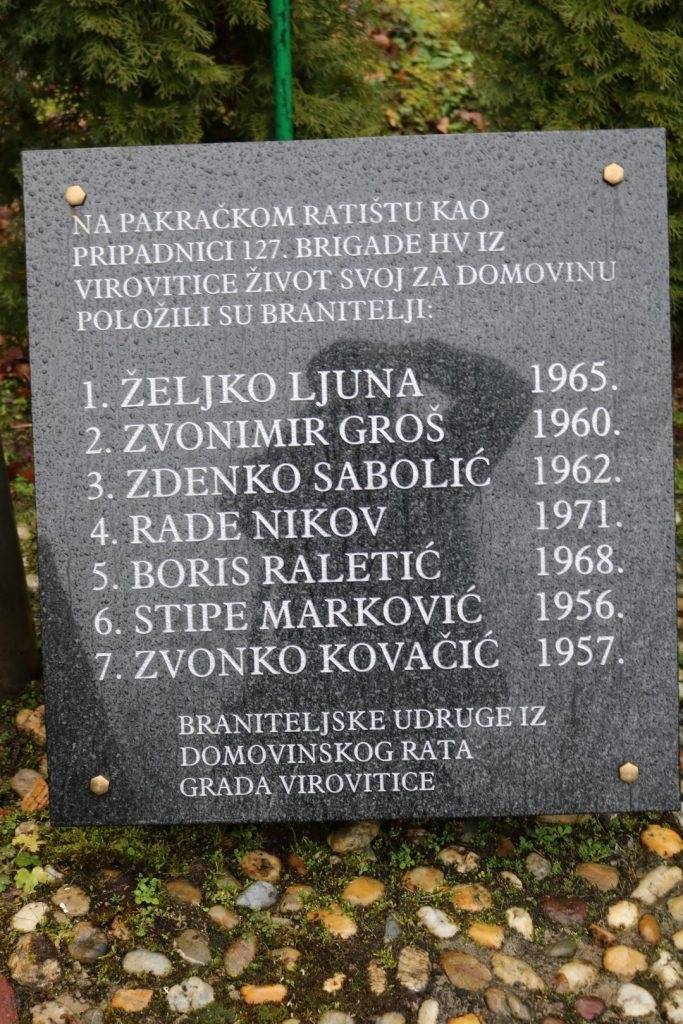 NA PAKRAČKOM RATIŠTU KAO
PRIPADNICI 127. BRIGADE HV IZ
VIROVITICE ŽIVOT SVOJ ZA DOMOVINU
POLOŽILI SU BRANITELJI:
1. ŽELJKO LJUNA 1965.
2. ZVONIMIR GROŠ 1960.
3. ZDENKO SABOLIĆ 1962.
4. RADE NIKOV 1971.
5. BORIS RALETIĆ 1968.
6. STIPE MARKOVIĆ 1956.
7. ZVONKO KOVAČIĆ 1957.
BRANITELJSKE UDRUGE IZ
DOMOVINSKOG RATA
GRADA VIROVITICE